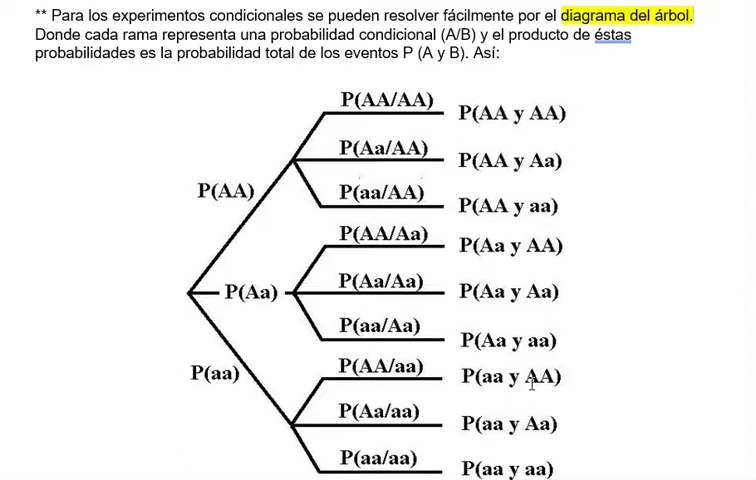 ** Para los experimentos condicionales se pueden resolver fácilmente por el diagrama del árbol.
Donde cada rama representa una probabilidad condicional (A/B) y el producto de éstas
probabilidades es la probabilidad total de los eventos P (A y B). Así:
P(AA/AA) P(AA y AA)
P(Aa/AA) P(AA y Aa)
P(AA) P(aa/AA) P(AA y aa)
P(AA/Aa) P(Aa y AA)
P(Aa) P(Aa/Aa) P(Aa y Aa)
P(aa/Aa) P(Aa y aa)
P(aa) P(AA/aa) P(aa y AA)
P(Aa/aa) P(aa y Aa)
P(aa/aa) P(aa y aa)